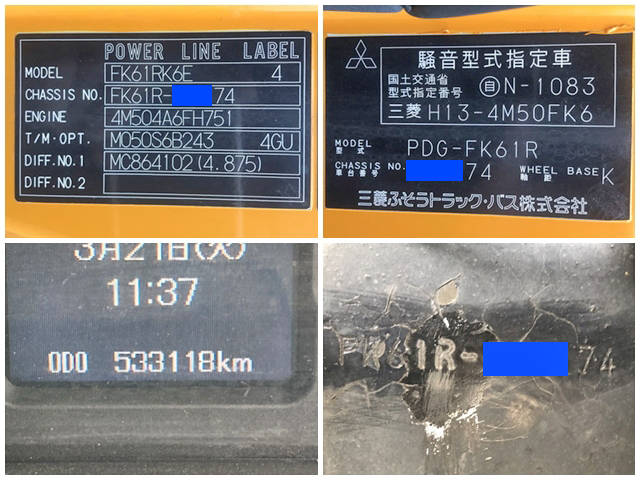 POWER LINE LABEL
MODEL FK61RK6E 4
CHASSIS NO. FK61R- 74
ENGINE 4M504A6FH751
T/M·OPT. M050S6B243 4GU
DIFF.NO.1 MC864102(4.875)
DIFF.NO.2
騒音型式指定車
国土交通省
型式指定番号 自N-1083
三菱 H13-4M50FK6
MODEL
型式 PDG-FK61R
CHASSIS NO.
車台番号 74
WHEEL BASE
軸距 K
三菱ふそうトラック・バス株式会社
3月21日(火)
11:37
ODO 533118km
FK61R- 74